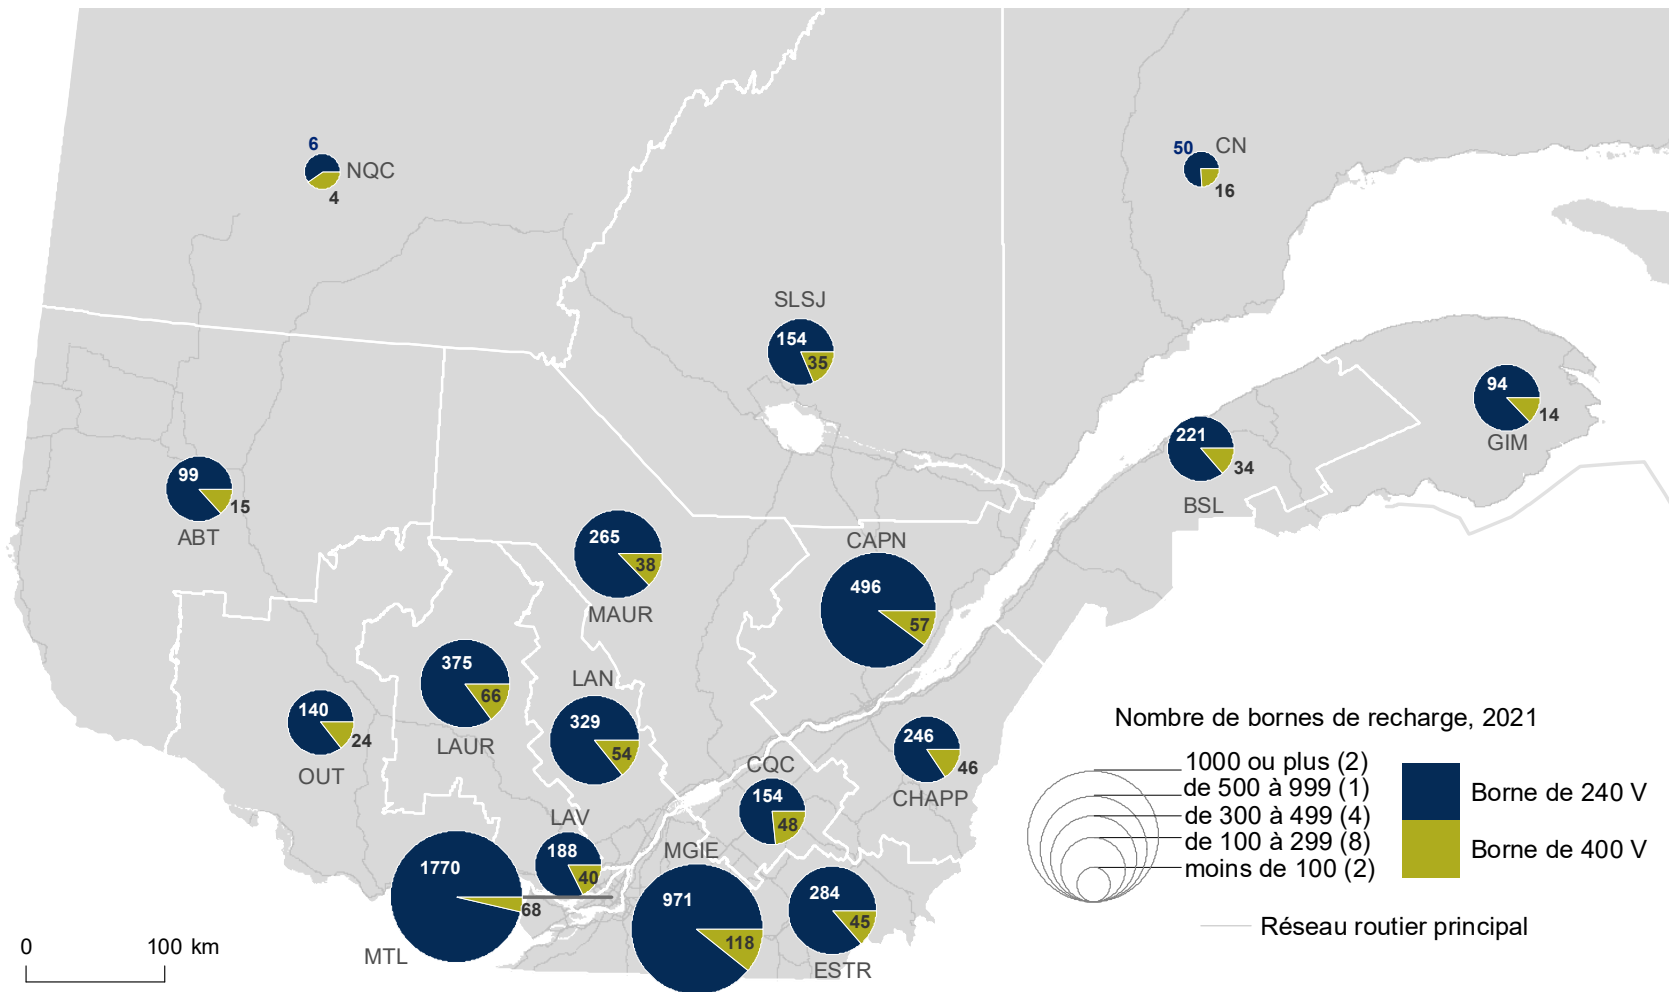 6
NQC
4
50
CN
16
SLSJ
154
35
94
14
GIM
221
34
BSL
99
15
ABT
265
38
MAUR
CAPN
496
57
375
66
LAUR
LAN
329
54
140
24
OUT
246
46
CHAPP
CQC
154
48
LAV
188
40
1770
68
MTL
MGIE
971
118
284
45
ESTR
Nombre de bornes de recharge, 2021
1000 ou plus (2)
de 500 à 999 (1)
de 300 à 499 (4)
de 100 à 299 (8)
moins de 100 (2)
Borne de 240 V
Borne de 400 V
Réseau routier principal
0 100 km